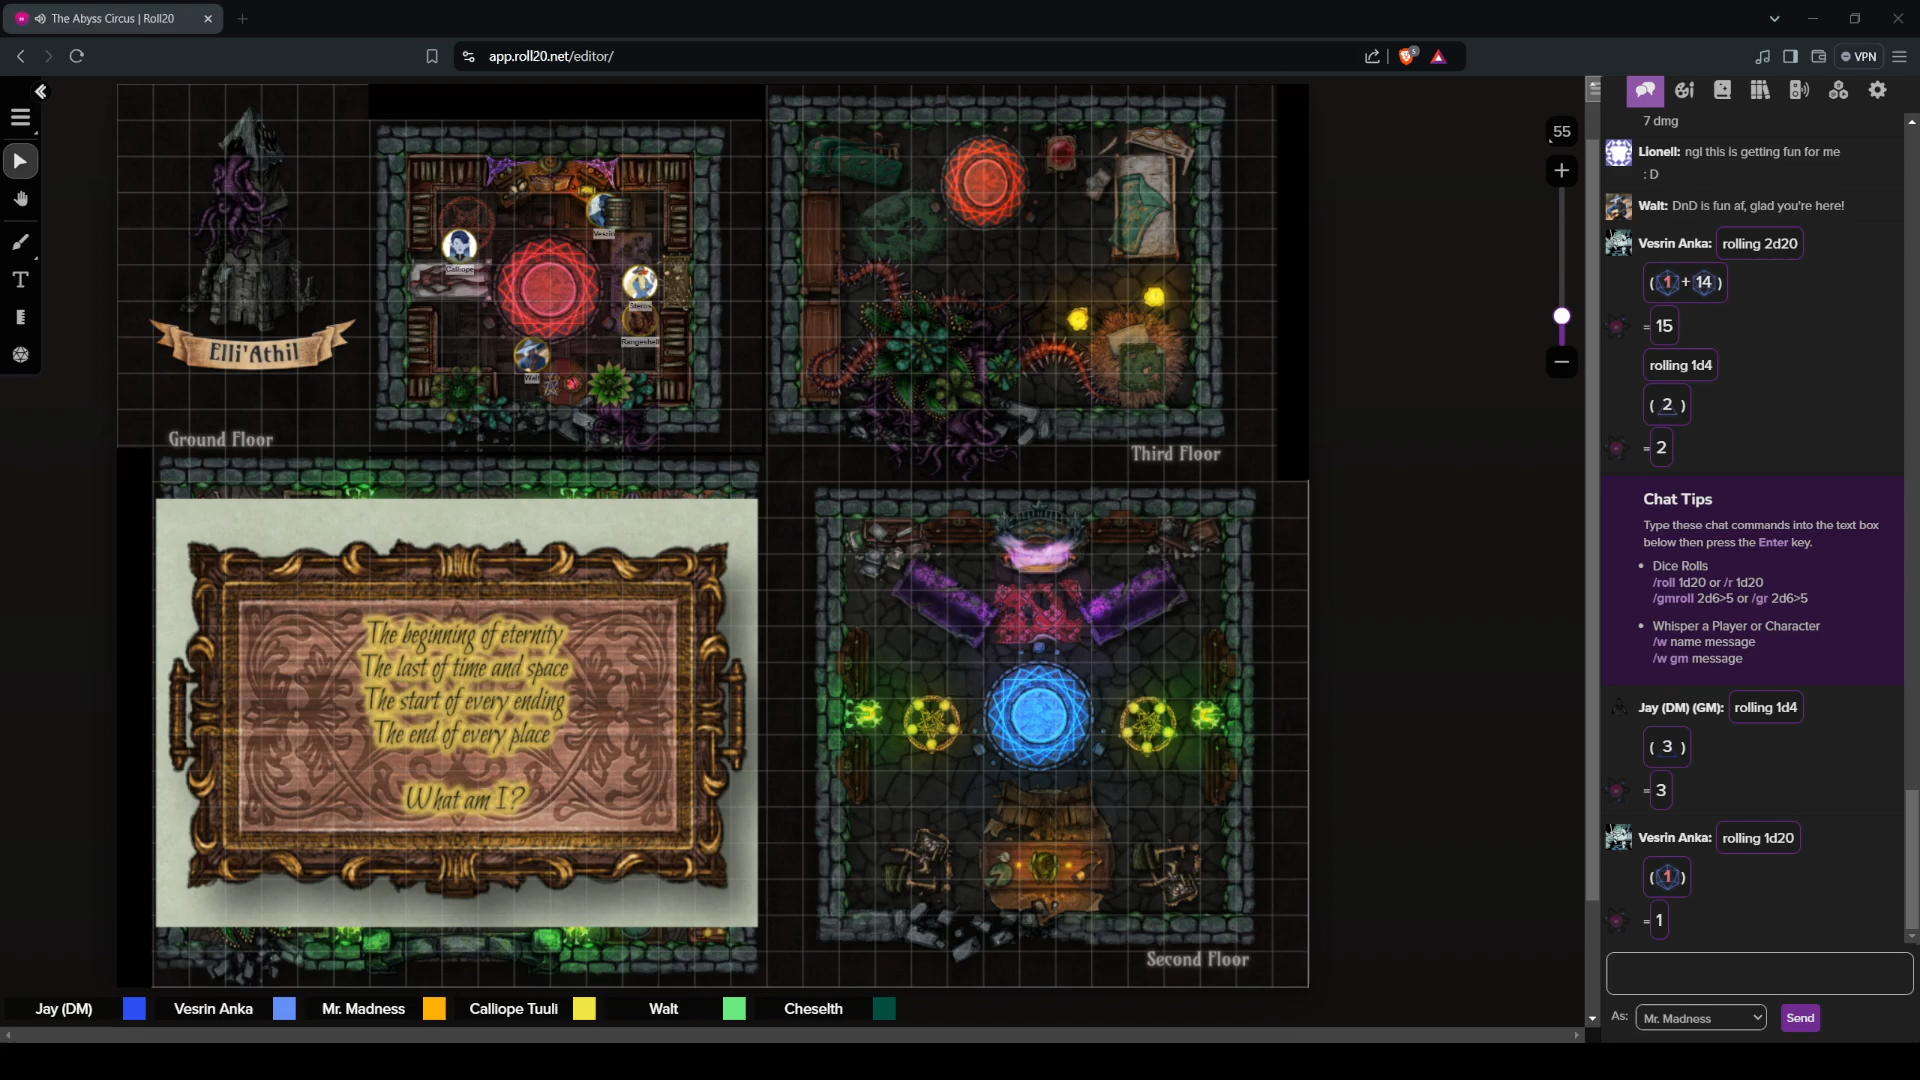 The Abyss Circus | Roll20
app.roll20.net/editor/
5
VPN
55
7 dmg
Lionell: ngl this is getting fun for me
: D
Walt: DnD is fun af, glad you're here!
Vesrin Anka: rolling 2d20
(1+14)
=15
rolling 1d4
(2)
=2
Chat Tips
Type these chat commands into the text box
below then press the Enter key.
• Dice Rolls
/roll 1d20 or /r 1d20
/gmroll 2d6>5 or /gr 2d6>5
• Whisper a Player or Character
/w name message
/w gm message
Jay (DM) (GM): rolling 1d4
(3)
=3
Vesrin Anka: rolling 1d20
(1)
=1
As: Mr. Madness
Send
Elli'Athil
Ground Floor
Calliope
Vesrin
Rangeshell
Third Floor
The beginning of eternity
The last of time and space
The start of every ending
The end of every place
What am I?
Second Floor
Jay (DM)
Vesrin Anka
Mr. Madness
Calliope Tuuli
Walt
Cheselth